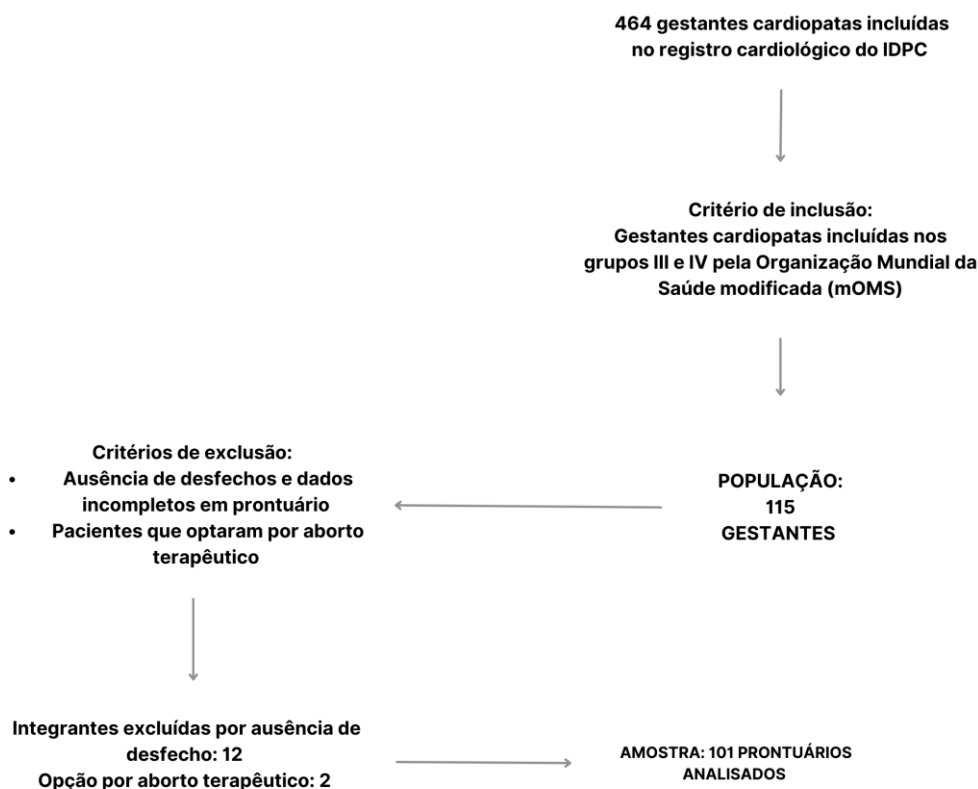 464 gestantes cardiopatas incluídas
no registro cardiológico do IDPC
Critério de inclusão:
Gestantes cardiopatas incluídas nos
grupos III e IV pela Organização Mundial da
Saúde modificada (mOMS)
POPULAÇÃO:
115
GESTANTES
Critérios de exclusão:
• Ausência de desfechos e dados
incompletos em prontuário
• Pacientes que optaram por aborto
terapêutico
Integrantes excluídas por ausência de
desfecho: 12
Opção por aborto terapêutico: 2
AMOSTRA: 101 PRONTUÁRIOS
ANALISADOS